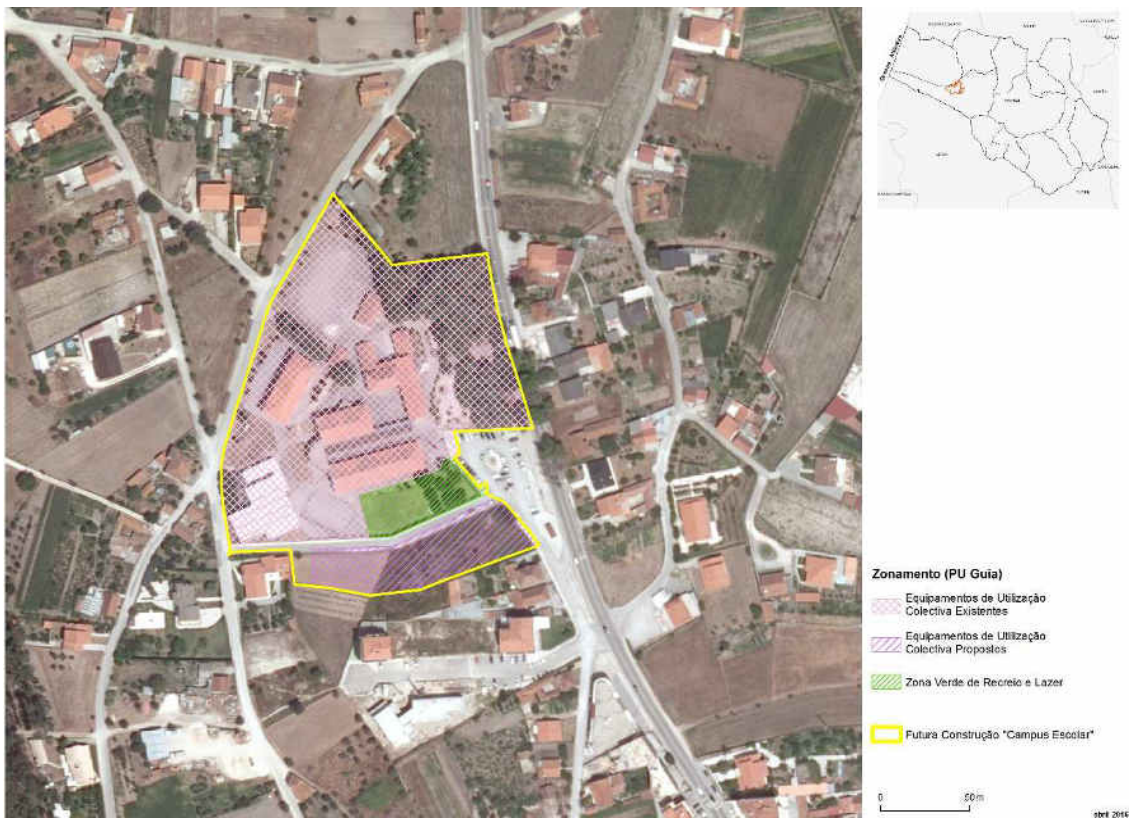 Zonamento (PU Guia)
Equipamentos de Utilização
Colectiva Existentes
Equipamentos de Utilização
Colectiva Propostos
Zona Verde de Recreio e Lazer
Futura Construção "Campus Escolar"
0 50 m
abril 2016